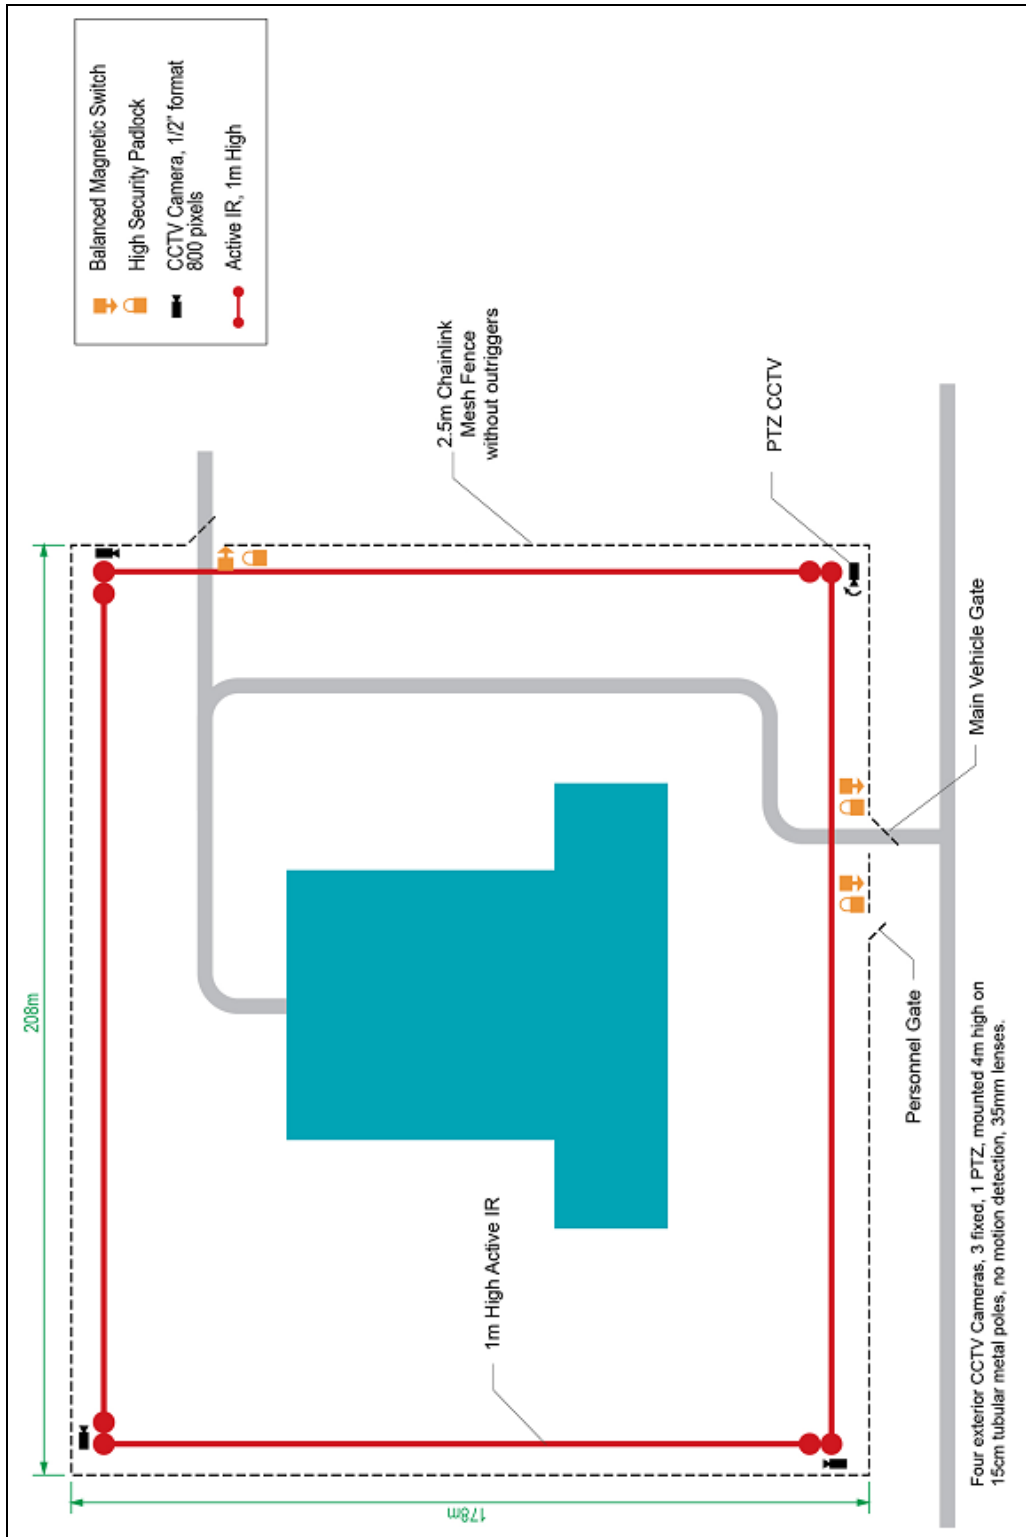 Balanced Magnetic Switch
High Security Padlock
CCTV Camera, 1/2" format
800 pixels
Active IR, 1m High
2.5m Chainlink
Mesh Fence
without outriggers
PTZ CCTV
Main Vehicle Gate
Personnel Gate
1m High Active IR
208m
178m
Four exterior CCTV Cameras, 3 fixed, 1 PTZ, mounted 4m high on
15cm tubular metal poles, no motion detection, 35mm lenses.